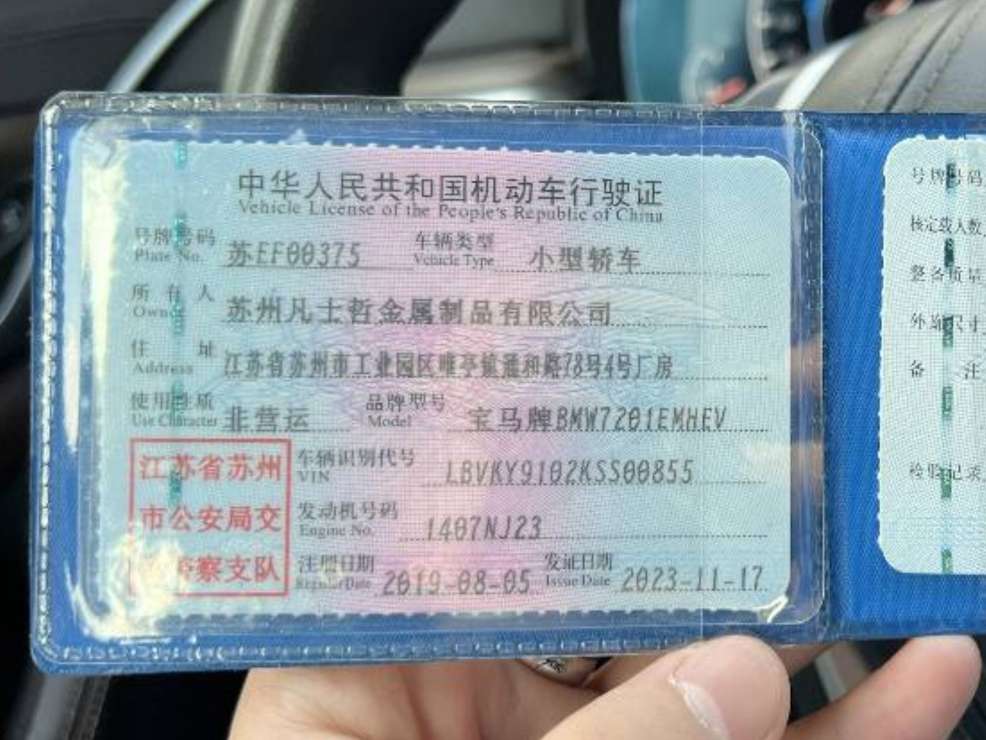 中华人民共和国机动车行驶证
Vehicle License of the People's Republic of China
号牌号码 苏EF00375 车辆类型 小型轿车
Plate No. Vehicle Type
所有人 苏州凡士哲金属制品有限公司
Owner
住址 江苏省苏州市工业园区唯亭镇通和路78号4号厂房
Address
使用性质 非营运 品牌型号 宝马牌BMW7201EMHEV
Use Character Model
江苏省苏州
市公安局交
警察支队
车辆识别代号 LBVKY9102KSS00855
VIN
发动机号码 1407NJ23
Engine No.
注册日期 2019-08-05 发证日期 2023-11-17
Register Date Issue Date
号牌号码
核定载人数
整备质量
外廓尺寸
备注
检验记录